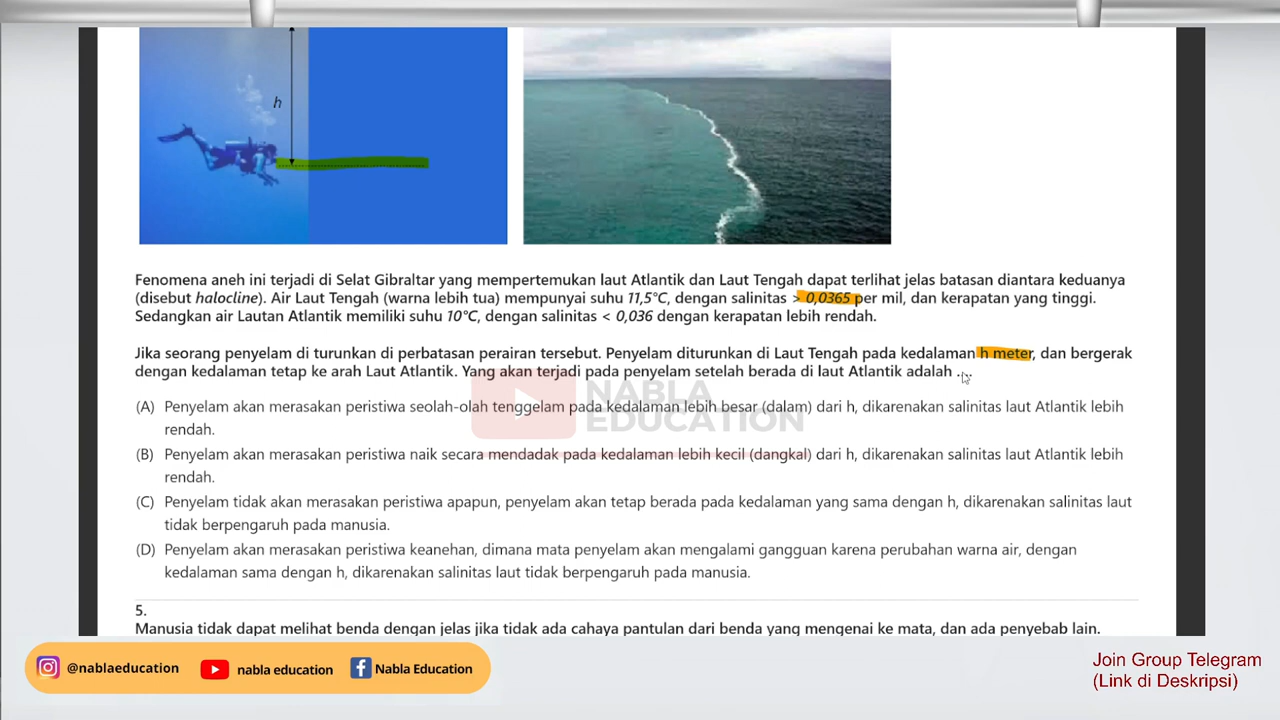 h
Fenomena aneh ini terjadi di Selat Gibraltar yang mempertemukan laut Atlantik dan Laut Tengah dapat terlihat jelas batasan diantara keduanya
(disebut halocline). Air Laut Tengah (warna lebih tua) mempunyai suhu 11,5°C, dengan salinitas > 0,0365 per mil, dan kerapatan yang tinggi.
Sedangkan air Lautan Atlantik memiliki suhu 10°C, dengan salinitas < 0,036 dengan kerapatan lebih rendah.
Jika seorang penyelam di turunkan di perbatasan perairan tersebut. Penyelam diturunkan di Laut Tengah pada kedalaman h meter, dan bergerak
dengan kedalaman tetap ke arah Laut Atlantik. Yang akan terjadi pada penyelam setelah berada di laut Atlantik adalah ....
(A) Penyelam akan merasakan peristiwa seolah-olah tenggelam pada kedalaman lebih besar (dalam) dari h, dikarenakan salinitas laut Atlantik lebih
rendah.
(B) Penyelam akan merasakan peristiwa naik secara mendadak pada kedalaman lebih kecil (dangkal) dari h, dikarenakan salinitas laut Atlantik lebih
rendah.
(C) Penyelam tidak akan merasakan peristiwa apapun, penyelam akan tetap berada pada kedalaman yang sama dengan h, dikarenakan salinitas laut
tidak berpengaruh pada manusia.
(D) Penyelam akan merasakan peristiwa keanehan, dimana mata penyelam akan mengalami gangguan karena perubahan warna air, dengan
kedalaman sama dengan h, dikarenakan salinitas laut tidak berpengaruh pada manusia.
NABLA
EDUCATION
5.
Manusia tidak dapat melihat benda dengan jelas jika tidak ada cahaya pantulan dari benda yang mengenai ke mata, dan ada penyebab lain.
@nablaeducation
nabla education
Nabla Education
Join Group Telegram
(Link di Deskripsi)